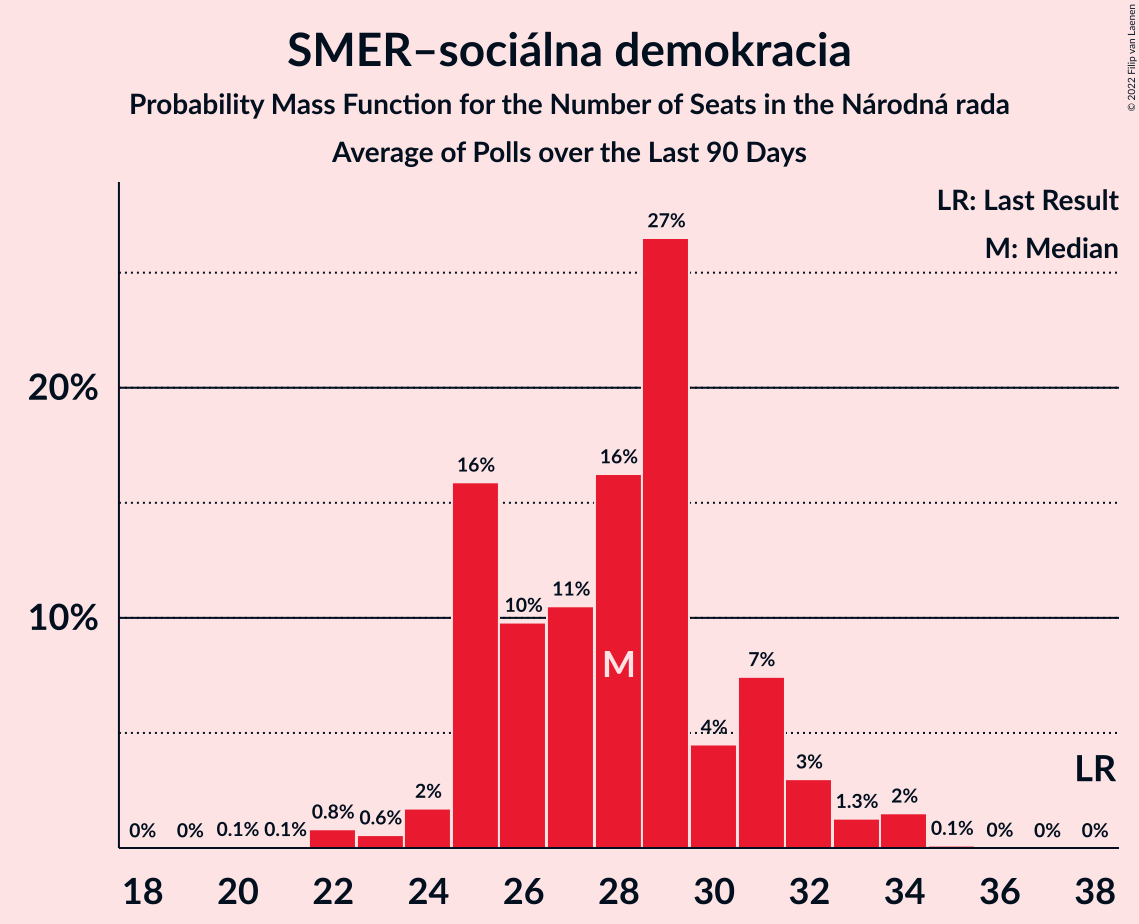 SMER–sociálna demokracia
Probability Mass Function for the Number of Seats in the Národná rada
Average of Polls over the Last 90 Days
© 2022 Filip van Laenen
LR: Last Result
M: Median
27%
20%
16%
16%
10%
11%
10%
M
7%
4%
3%
LR
2%
0.8%
0.6%
1.3%
2%
0%
0%
0.1%
0.1%
0.1%
0%
0%
0%
18 20 22 24 26 28 30 32 34 36 38